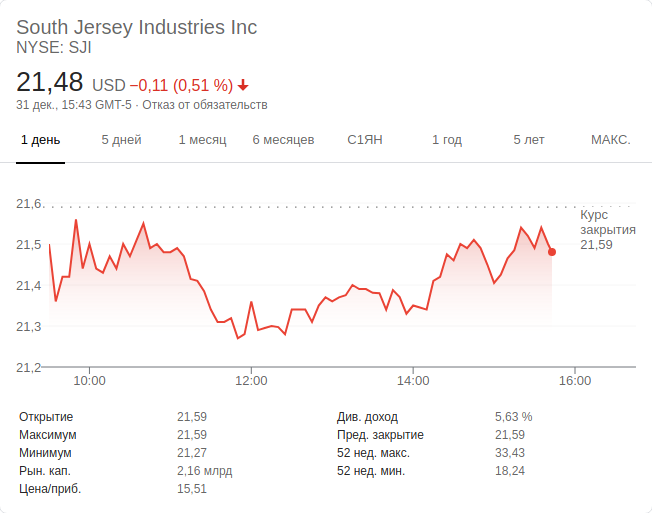 South Jersey Industries Inc
NYSE: SJI
21,48 USD −0,11 (0,51 %)
31 дек., 15:43 GMT-5 · Отказ от обязательств
1 день 5 дней 1 месяц 6 месяцев С1ЯН 1 год 5 лет МАКС.
21,6
Курс
закрытия
21,59
21,5
21,4
21,3
21,2
10:00 12:00 14:00 16:00
Открытие 21,59 Див. доход 5,63 %
Максимум 21,59 Пред. закрытие 21,59
Минимум 21,27 52 нед. макс. 33,43
Рын. кап. 2,16 млрд 52 нед. мин. 18,24
Цена/приб. 15,51